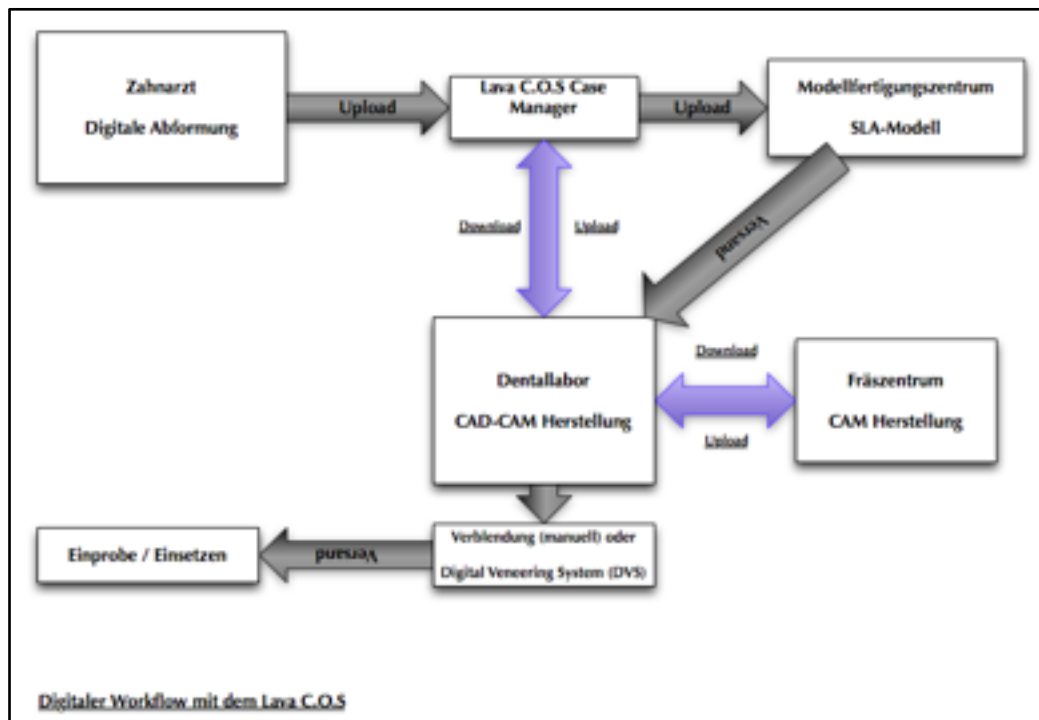 Zahnarzt
Digitale Abformung
Upload
Lava C.O.S Case
Manager
Upload
Modellfertigungszentrum
SLA-Modell
Download
Upload
Versand
Dentallabor
CAD-CAM Herstellung
Download
Upload
Fräszentrum
CAM Herstellung
Verblendung (manuell) oder
Digital Veneering System (DVS)
Versand
Einprobe / Einsetzen
Digitaler Workflow mit dem Lava C.O.S